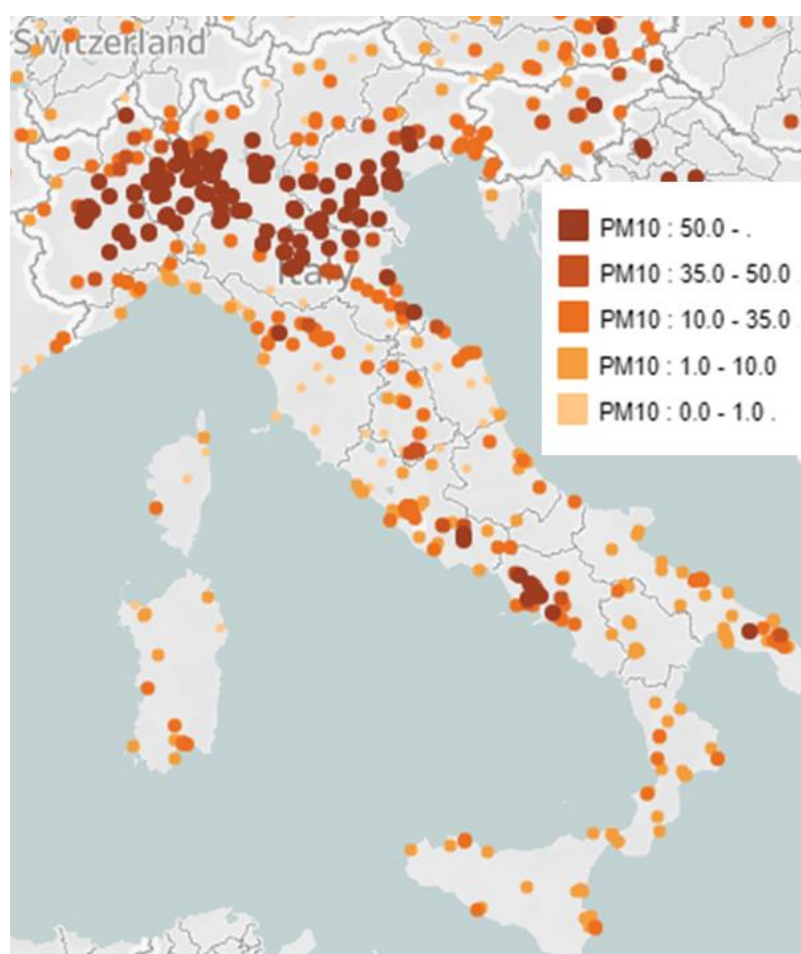 Switzerland
Italy
PM10 : 50.0 - .
PM10 : 35.0 - 50.0 .
PM10 : 10.0 - 35.0 .
PM10 : 1.0 - 10.0
PM10 : 0.0 - 1.0 .